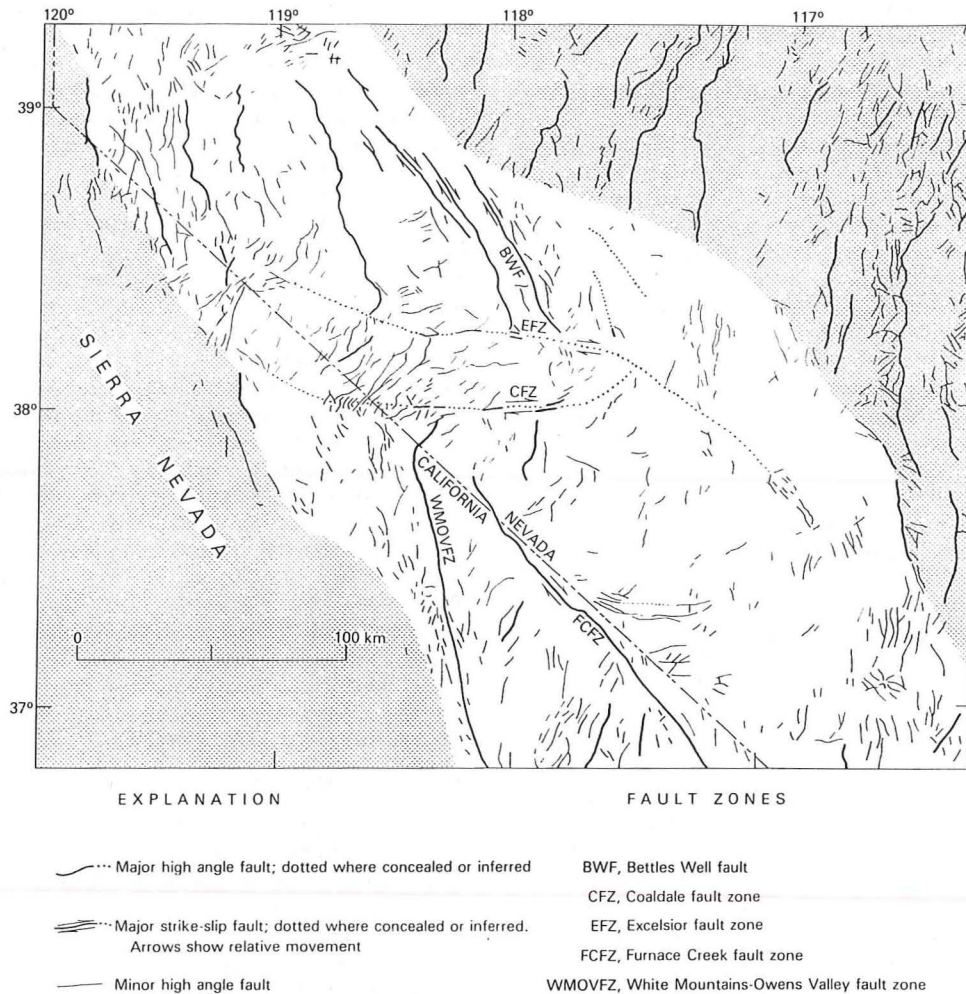 120° 119° 118° 117°
39°
BWF
EFZ
38°
CFZ
SIERRA NEVADA
CALIFORNIA
NEVADA
WMOVFZ
FCFZ
0 100 km
37°
EXPLANATION
Major high angle fault; dotted where concealed or inferred
Major strike-slip fault; dotted where concealed or inferred.
Arrows show relative movement
Minor high angle fault
FAULT ZONES
BWF, Bettles Well fault
CFZ, Coaldale fault zone
EFZ, Excelsior fault zone
FCFZ, Furnace Creek fault zone
WMOVFZ, White Mountains-Owens Valley fault zone